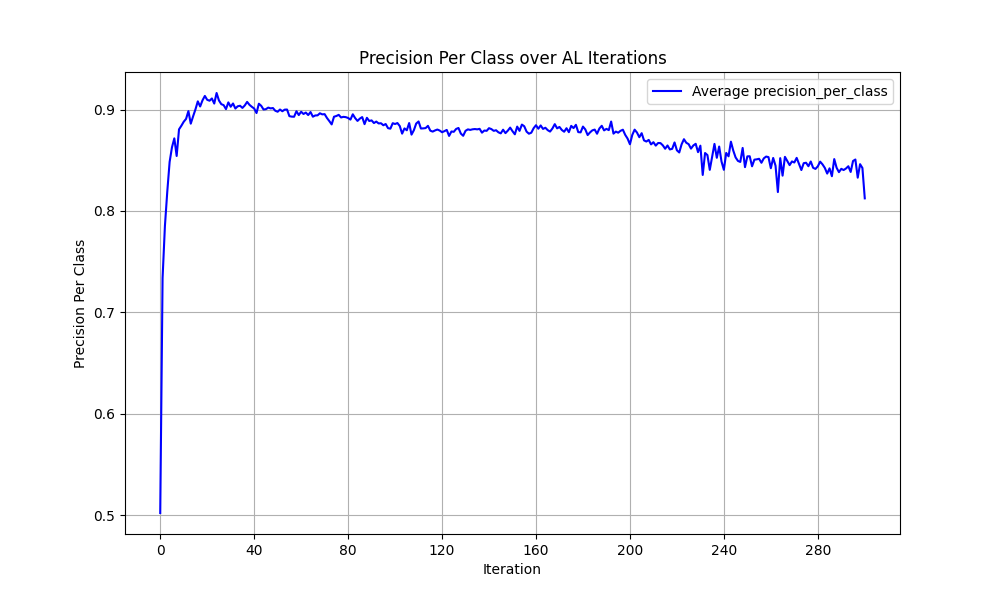 Precision Per Class over AL Iterations
Average precision_per_class
Precision Per Class
0.9
0.8
0.7
0.6
0.5
0 40 80 120 160 200 240 280
Iteration